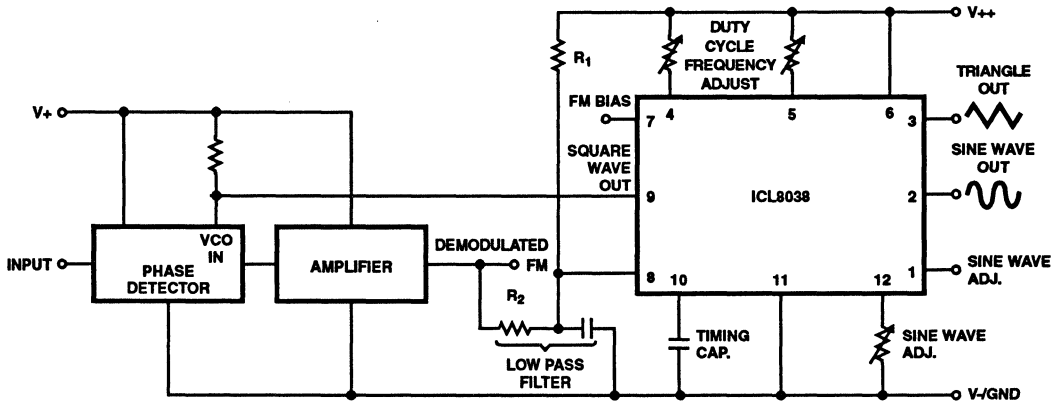 V++
DUTY
CYCLE
FREQUENCY
ADJUST
R1
TRIANGLE
OUT
V+
FM BIAS
7
4
5
6
3
SQUARE
WAVE
OUT
SINE WAVE
OUT
9
ICL8038
2
VCO
IN
INPUT
PHASE
DETECTOR
AMPLIFIER
DEMODULATED
FM
8
10
11
12
1
SINE WAVE
ADJ.
R2
TIMING
CAP.
SINE WAVE
ADJ.
LOW PASS
FILTER
V-/GND